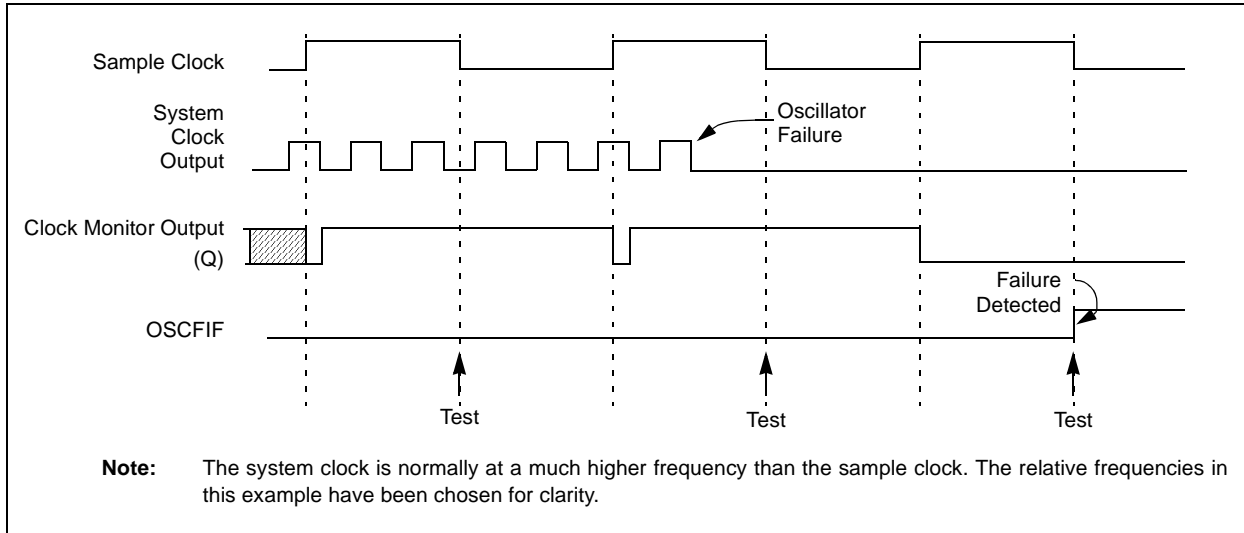 Sample Clock
System
Clock
Output
Oscillator
Failure
Clock Monitor Output
(Q)
Failure
Detected
OSCFIF
Test
Test
Test
Note: The system clock is normally at a much higher frequency than the sample clock. The relative frequencies in
this example have been chosen for clarity.